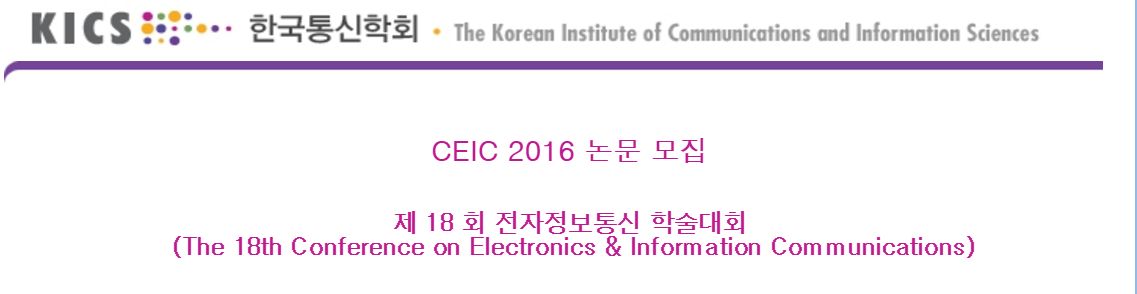 KICS 한국통신학회 • The Korean Institute of Communications and Information Sciences
CEIC 2016 논문 모집
제 18 회 전자정보통신 학술대회
(The 18th Conference on Electronics & Information Communications)